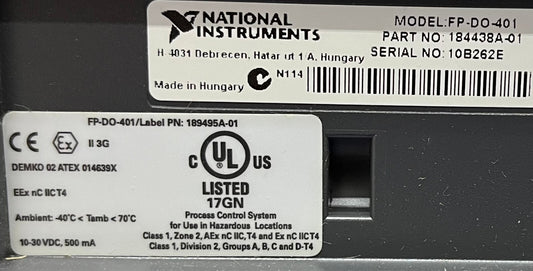 NATIONAL
INSTRUMENTS
MODEL:FP-DO-401
PART NO: 184438A-01
SERIAL NO: 10B262E
H-4031 Debrecen, Hatar ut 1 A. Hungary
Made in Hungary
N114
FP-DO-401/Label PN: 189495A-01
CE Ex II 3G
DEMKO 02 ATEX 014639X
EEx nC IICT4
Ambient: -40°C < Tamb < 70°C
10-30 VDC, 500 mA
C UL US
LISTED
17GN
Process Control System
for Use in Hazardous Locations
Class 1, Zone 2, AEx nC IIC,T4 and Ex nC IICT4
Class 1, Division 2, Groups A, B, C and D-T4